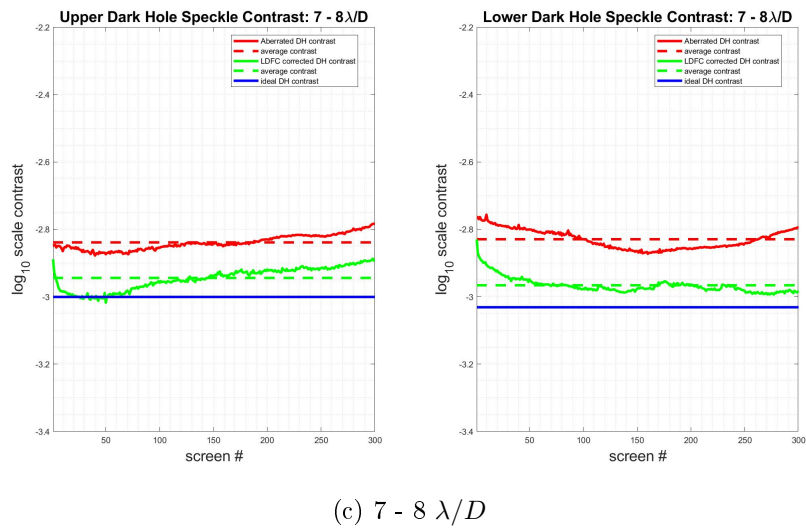 Upper Dark Hole Speckle Contrast: 7 - 8λ/D
Aberrated DH contrast
average contrast
LDFC corrected DH contrast
average contrast
ideal DH contrast
log10 scale contrast
-2.2
-2.4
-2.6
-2.8
-3
-3.2
-3.4
50
100
150
200
250
300
screen #
Lower Dark Hole Speckle Contrast: 7 - 8λ/D
Aberrated DH contrast
average contrast
LDFC corrected DH contrast
average contrast
ideal DH contrast
log10 scale contrast
-2.2
-2.4
-2.6
-2.8
-3
-3.2
-3.4
50
100
150
200
250
300
screen #
(c) 7 - 8 λ/D